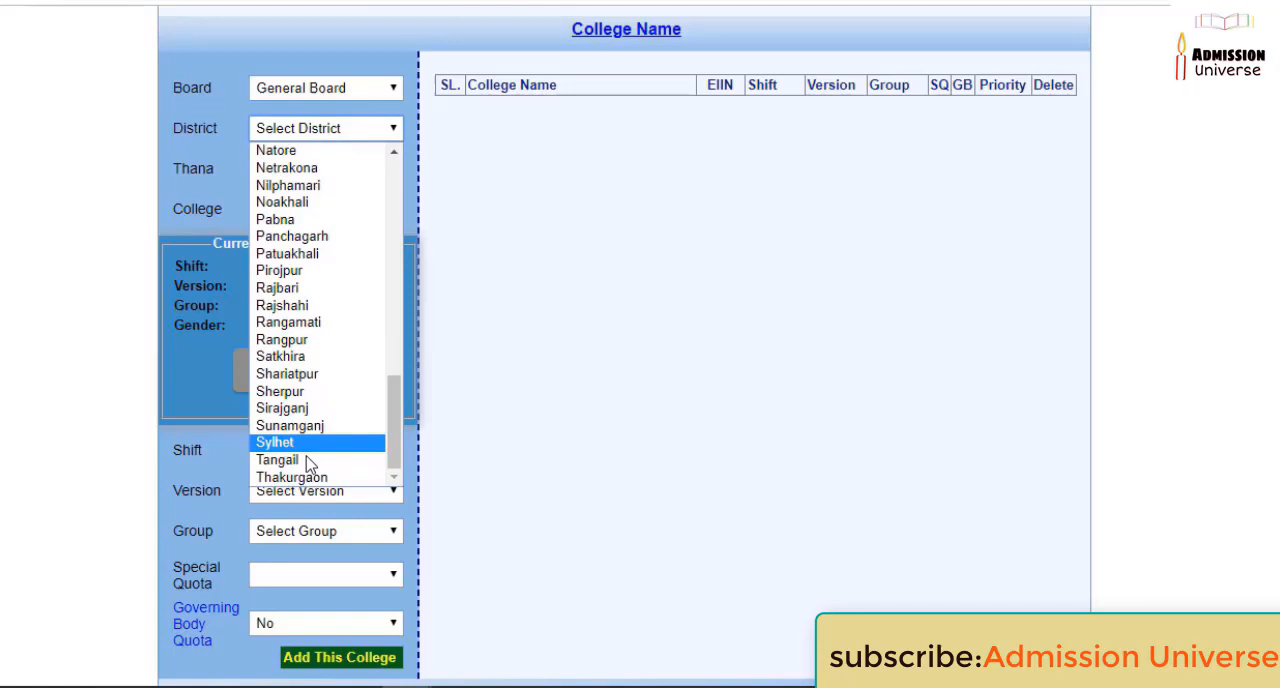 College Name
ADMISSION
Universe
Board
General Board
District
Select District
Natore
Netrakona
Nilphamari
Noakhali
Pabna
Panchagarh
Patuakhali
Pirojpur
Rajbari
Rajshahi
Rangamati
Rangpur
Satkhira
Shariatpur
Sherpur
Sirajganj
Sunamganj
Sylhet
Tangail
Thakurgaon
Thana
College
Curre
Shift:
Version:
Group:
Gender:
Shift
Version
Select Version
Group
Select Group
Special
Quota
Governing
Body
Quota
No
Add This College
SL. College Name EIIN Shift Version Group SQ GB Priority Delete
subscribe:Admission Universe